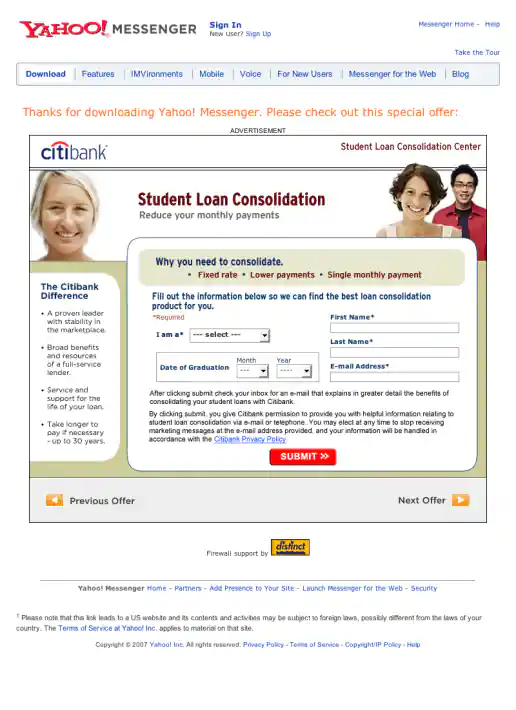 YAHOO! MESSENGER
Sign In
New User? Sign Up
Messenger Home - Help
Take the Tour
Download
Features
IMVironments
Mobile
Voice
For New Users
Messenger for the Web
Blog
Thanks for downloading Yahoo! Messenger. Please check out this special offer:
ADVERTISEMENT
citibank
Student Loan Consolidation Center
Student Loan Consolidation
Reduce your monthly payments
The Citibank
Difference
• A proven leader
with stability in
the marketplace.
• Broad benefits
and resources
of a full-service
lender.
• Service and
support for the
life of your loan.
• Take longer to
pay if necessary
- up to 30 years.
Why you need to consolidate.
• Fixed rate • Lower payments • Single monthly payment
Fill out the information below so we can find the best loan consolidation
product for you.
*Required
I am a* --- select ---
Date of Graduation
Month
Year
---
----
First Name*
Last Name*
E-mail Address*
After clicking submit check your inbox for an e-mail that explains in greater detail the benefits of
consolidating your student loans with Citibank.
By clicking submit, you give Citibank permission to provide you with helpful information relating to
student loan consolidation via e-mail or telephone. You may elect at any time to stop receiving
marketing messages at the e-mail address provided, and your information will be handled in
accordance with the Citibank Privacy Policy
SUBMIT >>
Previous Offer
Next Offer
Firewall support by distinct
Yahoo! Messenger Home - Partners - Add Presence to Your Site - Launch Messenger for the Web - Security
† Please note that this link leads to a US website and its contents and activities may be subject to foreign laws, possibly different from the laws of your
country. The Terms of Service at Yahoo! Inc. applies to material on that site.
Copyright © 2007 Yahoo! Inc. All rights reserved. Privacy Policy - Terms of Service - Copyright/IP Policy - Help